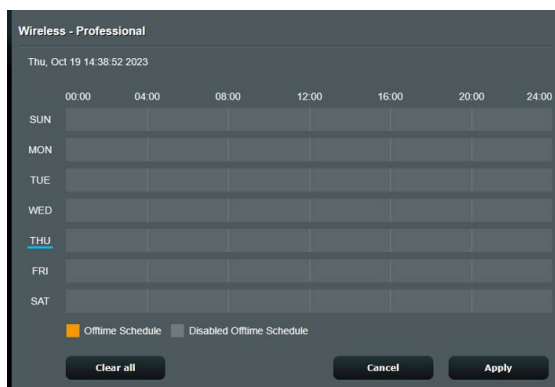 Wireless - Professional
Thu, Oct 19 14:38:52 2023
00:00 04:00 08:00 12:00 16:00 20:00 24:00
SUN
MON
TUE
WED
THU
FRI
SAT
Offtime Schedule Disabled Offtime Schedule
Clear all Cancel Apply